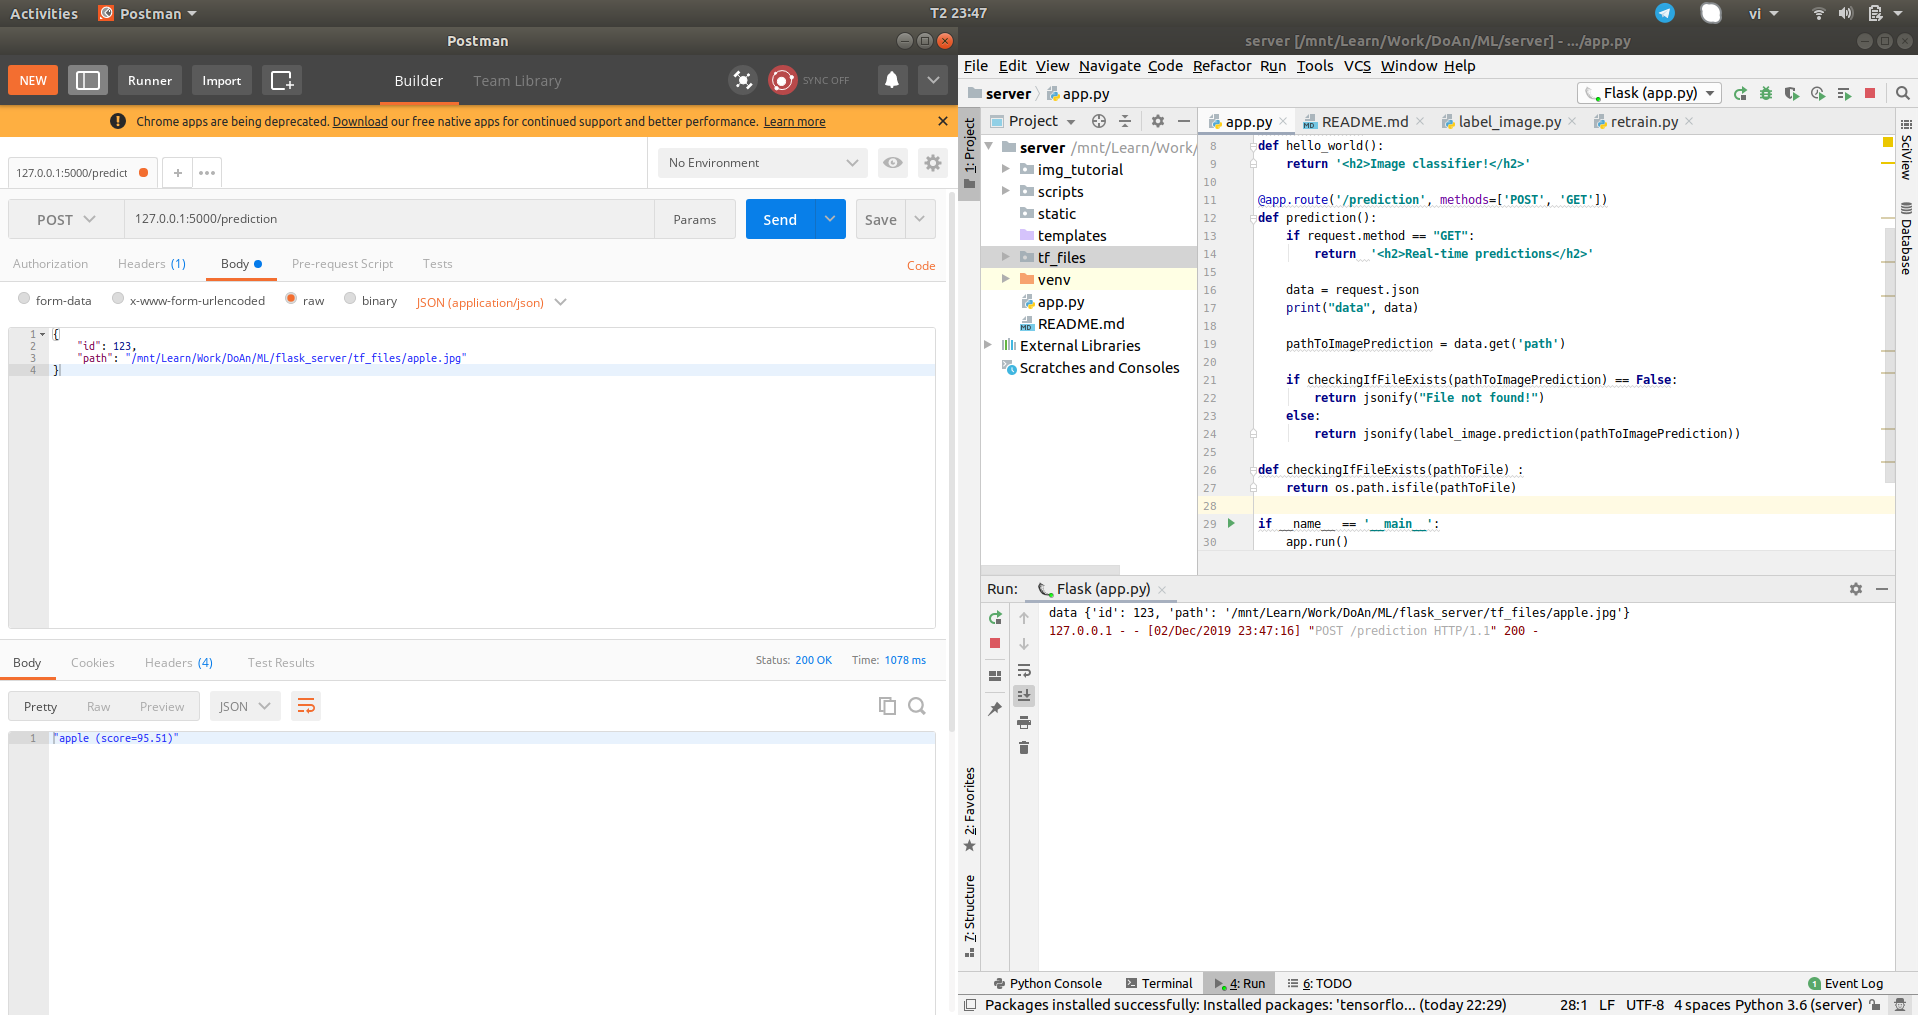 Activities Postman T2 23:47 vi
Postman
NEW Runner Import Builder Team Library SYNC OFF
Chrome apps are being deprecated. Download our free native apps for continued support and better performance. Learn more
127.0.0.1:5000/predict + ••• No Environment
POST 127.0.0.1:5000/prediction Params Send Save
Authorization Headers (1) Body Pre-request Script Tests Code
form-data x-www-form-urlencoded raw binary JSON (application/json)
1 {
2 "id": 123,
3 "path": "/mnt/Learn/Work/DoAn/ML/flask_server/tf_files/apple.jpg"
4 }
Body Cookies Headers (4) Test Results Status: 200 OK Time: 1078 ms
Pretty Raw Preview JSON
1 "apple (score=95.51)"
server [/mnt/Learn/Work/DoAn/ML/server] - .../app.py
File Edit View Navigate Code Refactor Run Tools VCS Window Help
server app.py Flask (app.py)
1: Project
Project
server /mnt/Learn/Work/
img_tutorial
scripts
static
templates
tf_files
venv
app.py
README.md
External Libraries
Scratches and Consoles
app.py README.md label_image.py retrain.py
8 def hello_world():
9 return '<h2>Image classifier!</h2>'
10
11 @app.route('/prediction', methods=['POST', 'GET'])
12 def prediction():
13 if request.method == "GET":
14 return '<h2>Real-time predictions</h2>'
15
16 data = request.json
17 print("data", data)
18
19 pathToImagePrediction = data.get('path')
20
21 if checkingIfFileExists(pathToImagePrediction) == False:
22 return jsonify("File not found!")
23 else:
24 return jsonify(label_image.prediction(pathToImagePrediction))
25
26 def checkingIfFileExists(pathToFile) :
27 return os.path.isfile(pathToFile)
28
29 if __name__ == '__main__':
30 app.run()
SciView
Database
Run: Flask (app.py)
data {'id': 123, 'path': '/mnt/Learn/Work/DoAn/ML/flask_server/tf_files/apple.jpg'}
127.0.0.1 - - [02/Dec/2019 23:47:16] "POST /prediction HTTP/1.1" 200 -
2: Favorites
7: Structure
Python Console Terminal 4: Run 6: TODO 1 Event Log
Packages installed successfully: Installed packages: 'tensorflo... (today 22:29) 28:1 LF UTF-8 4 spaces Python 3.6 (server)